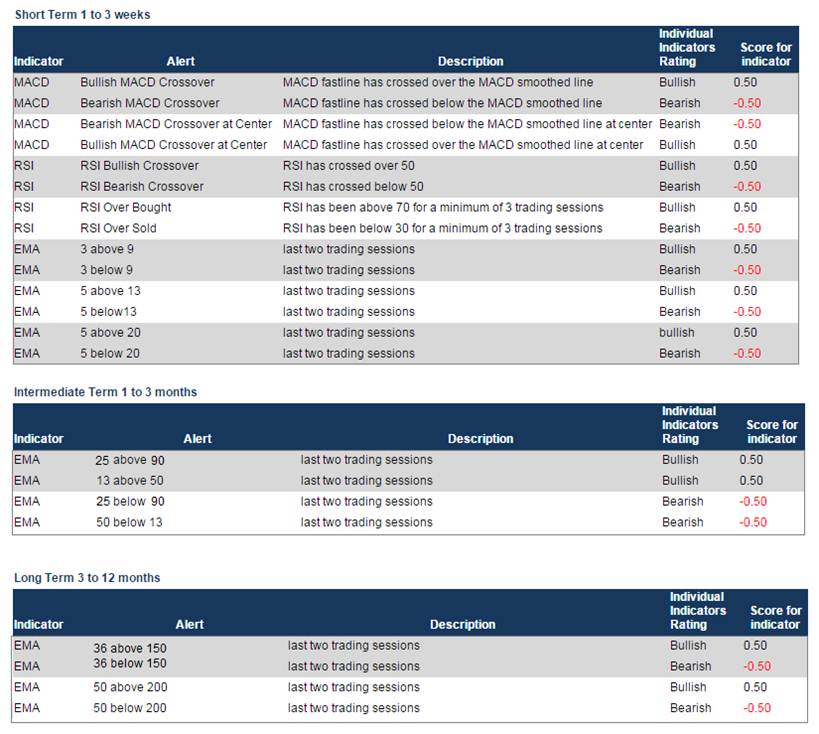 Short Term 1 to 3 weeks
Indicator Alert Description Individual Indicators Rating Score for indicator
MACD Bullish MACD Crossover MACD fastline has crossed over the MACD smoothed line Bullish 0.50
MACD Bearish MACD Crossover MACD fastline has crossed below the MACD smoothed line Bearish -0.50
MACD Bearish MACD Crossover at Center MACD fastline has crossed below the MACD smoothed line at center Bearish -0.50
MACD Bullish MACD Crossover at Center MACD fastline has crossed over the MACD smoothed line at center Bullish 0.50
RSI RSI Bullish Crossover RSI has crossed over 50 Bullish 0.50
RSI RSI Bearish Crossover RSI has crossed below 50 Bearish -0.50
RSI RSI Over Bought RSI has been above 70 for a minimum of 3 trading sessions Bullish 0.50
RSI RSI Over Sold RSI has been below 30 for a minimum of 3 trading sessions Bearish -0.50
EMA 3 above 9 last two trading sessions Bullish 0.50
EMA 3 below 9 last two trading sessions Bearish -0.50
EMA 5 above 13 last two trading sessions Bullish 0.50
EMA 5 below13 last two trading sessions Bearish -0.50
EMA 5 above 20 last two trading sessions bullish 0.50
EMA 5 below 20 last two trading sessions Bearish -0.50
Intermediate Term 1 to 3 months
Indicator Alert Description Individual Indicators Rating Score for indicator
EMA 25 above 90 last two trading sessions Bullish 0.50
EMA 13 above 50 last two trading sessions Bullish 0.50
EMA 25 below 90 last two trading sessions Bearish -0.50
EMA 50 below 13 last two trading sessions Bearish -0.50
Long Term 3 to 12 months
Indicator Alert Description Individual Indicators Rating Score for indicator
EMA 36 above 150 last two trading sessions Bullish 0.50
EMA 36 below 150 last two trading sessions Bearish -0.50
EMA 50 above 200 last two trading sessions Bullish 0.50
EMA 50 below 200 last two trading sessions Bearish -0.50